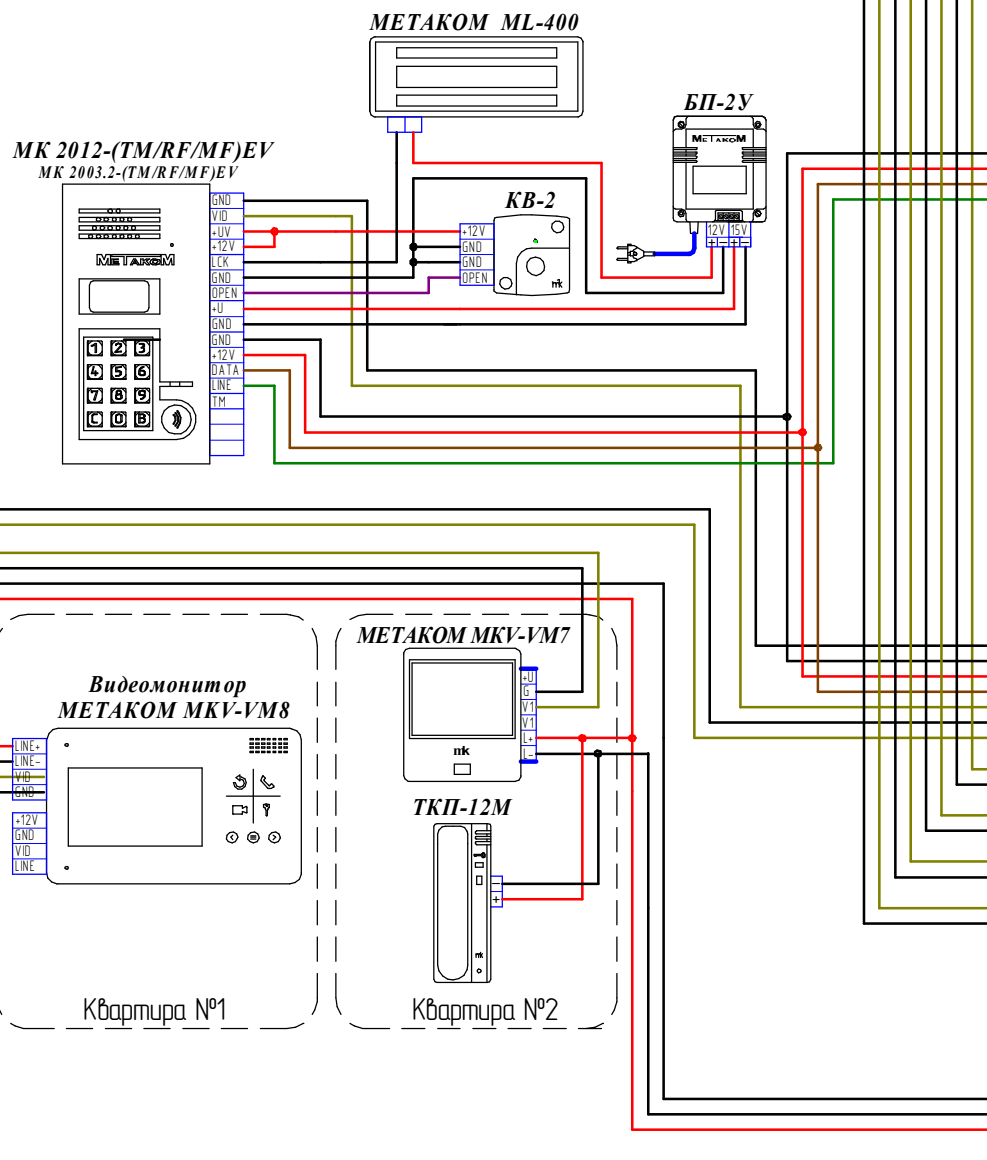 МЕТАКОМ ML-400
БП-2У
МЕТАКОМ
12V 15V
+ − + −
МК 2012-(TM/RF/MF)EV
МК 2003.2-(TM/RF/MF)EV
МЕТАКОМ
1 2 3
4 5 6
7 8 9
C 0 B
GND
VID
+UV
+12V
LCK
GND
OPEN
+U
GND
GND
+12V
DATA
LINE
TM
КВ-2
+12V
GND
GND
OPEN
mk
Видеомонитор
МЕТАКОМ MKV-VM8
LINE+
LINE-
VID
GND
+12V
GND
VID
LINE
Квартира №1
МЕТАКОМ MKV-VM7
+U
G
V1
V1
L+
L-
mk
ТКП-12М
−
+
mk
Квартира №2